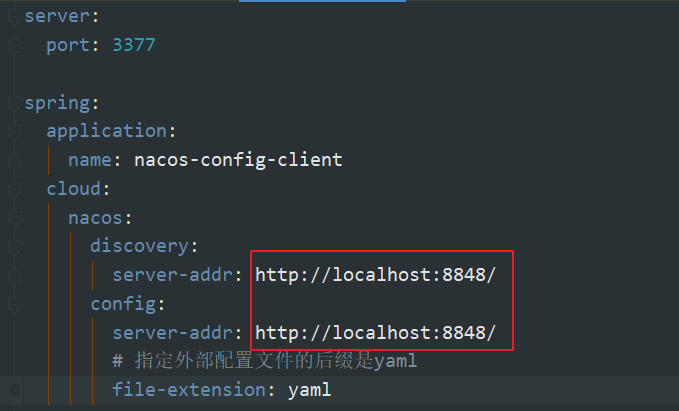 server:
  port: 3377
spring:
  application:
    name: nacos-config-client
  cloud:
    nacos:
      discovery:
        server-addr: http://localhost:8848/
      config:
        server-addr: http://localhost:8848/
        # 指定外部配置文件的后缀是yaml
        file-extension: yaml